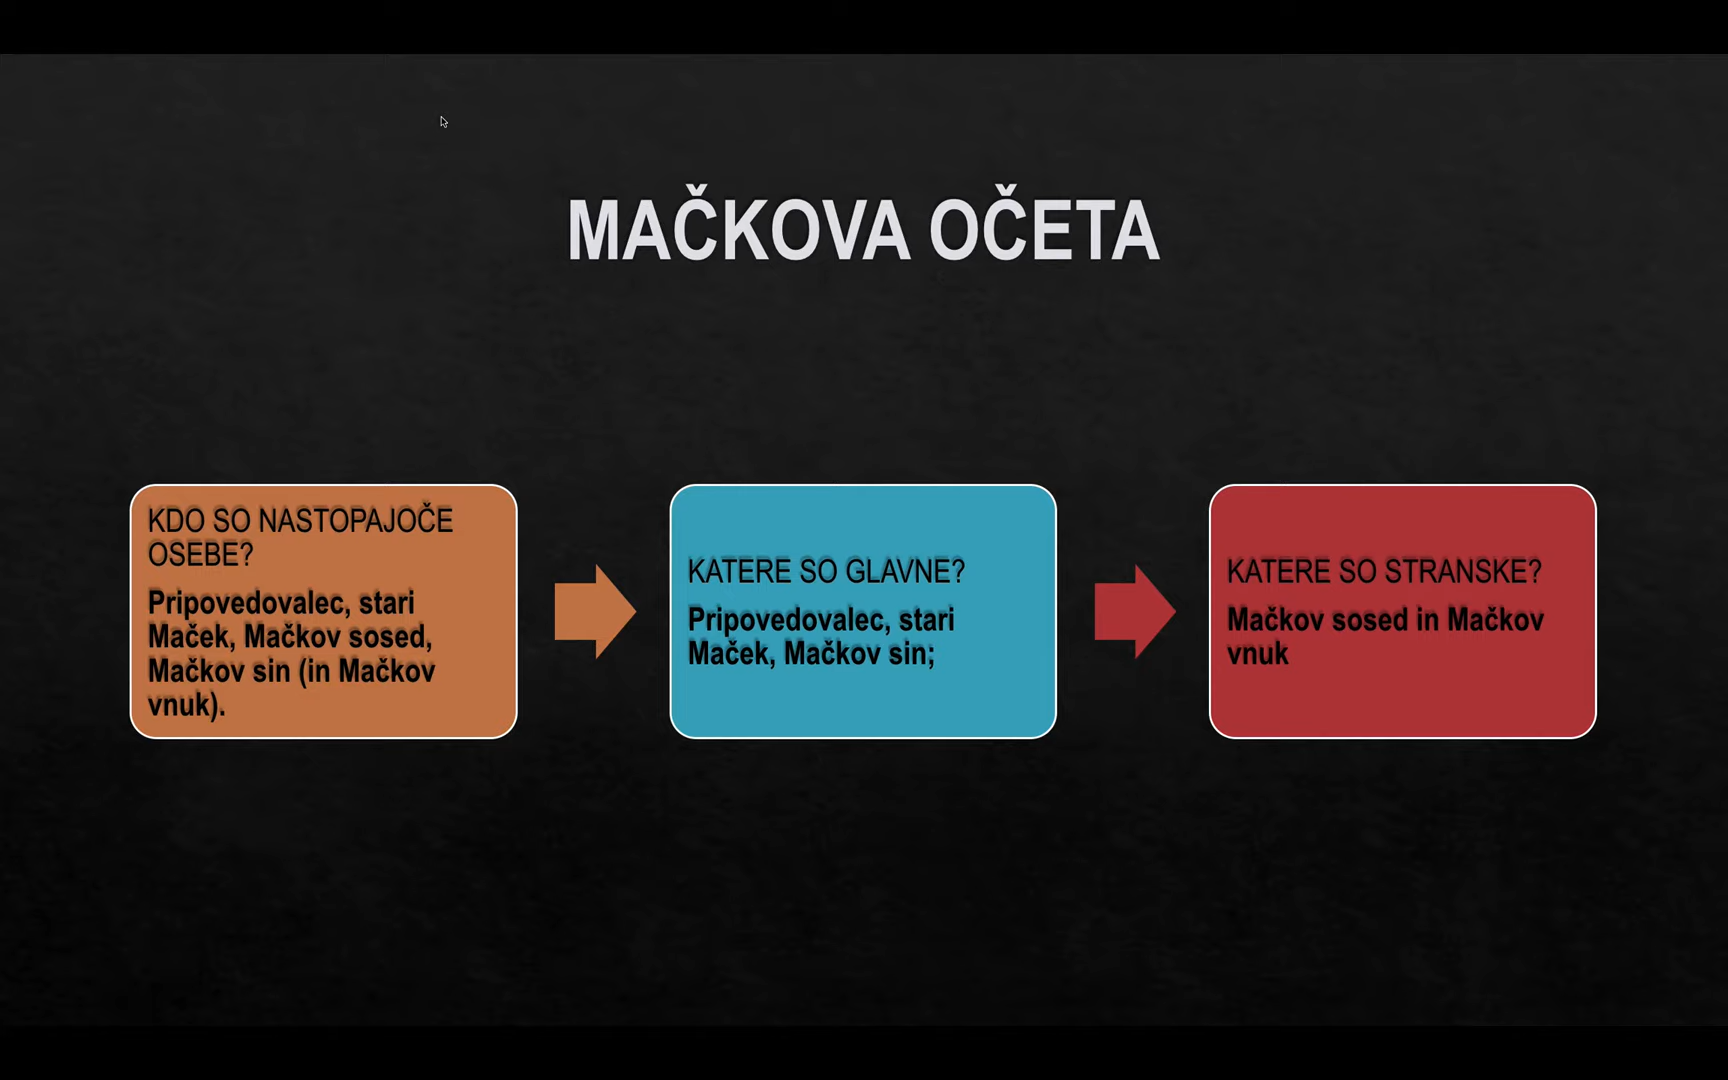 MAČKOVA OČETA
KDO SO NASTOPAJOČE
OSEBE?
Pripovedovalec, stari
Maček, Mačkov sosed,
Mačkov sin (in Mačkov
vnuk).
KATERE SO GLAVNE?
Pripovedovalec, stari
Maček, Mačkov sin;
KATERE SO STRANSKE?
Mačkov sosed in Mačkov
vnuk